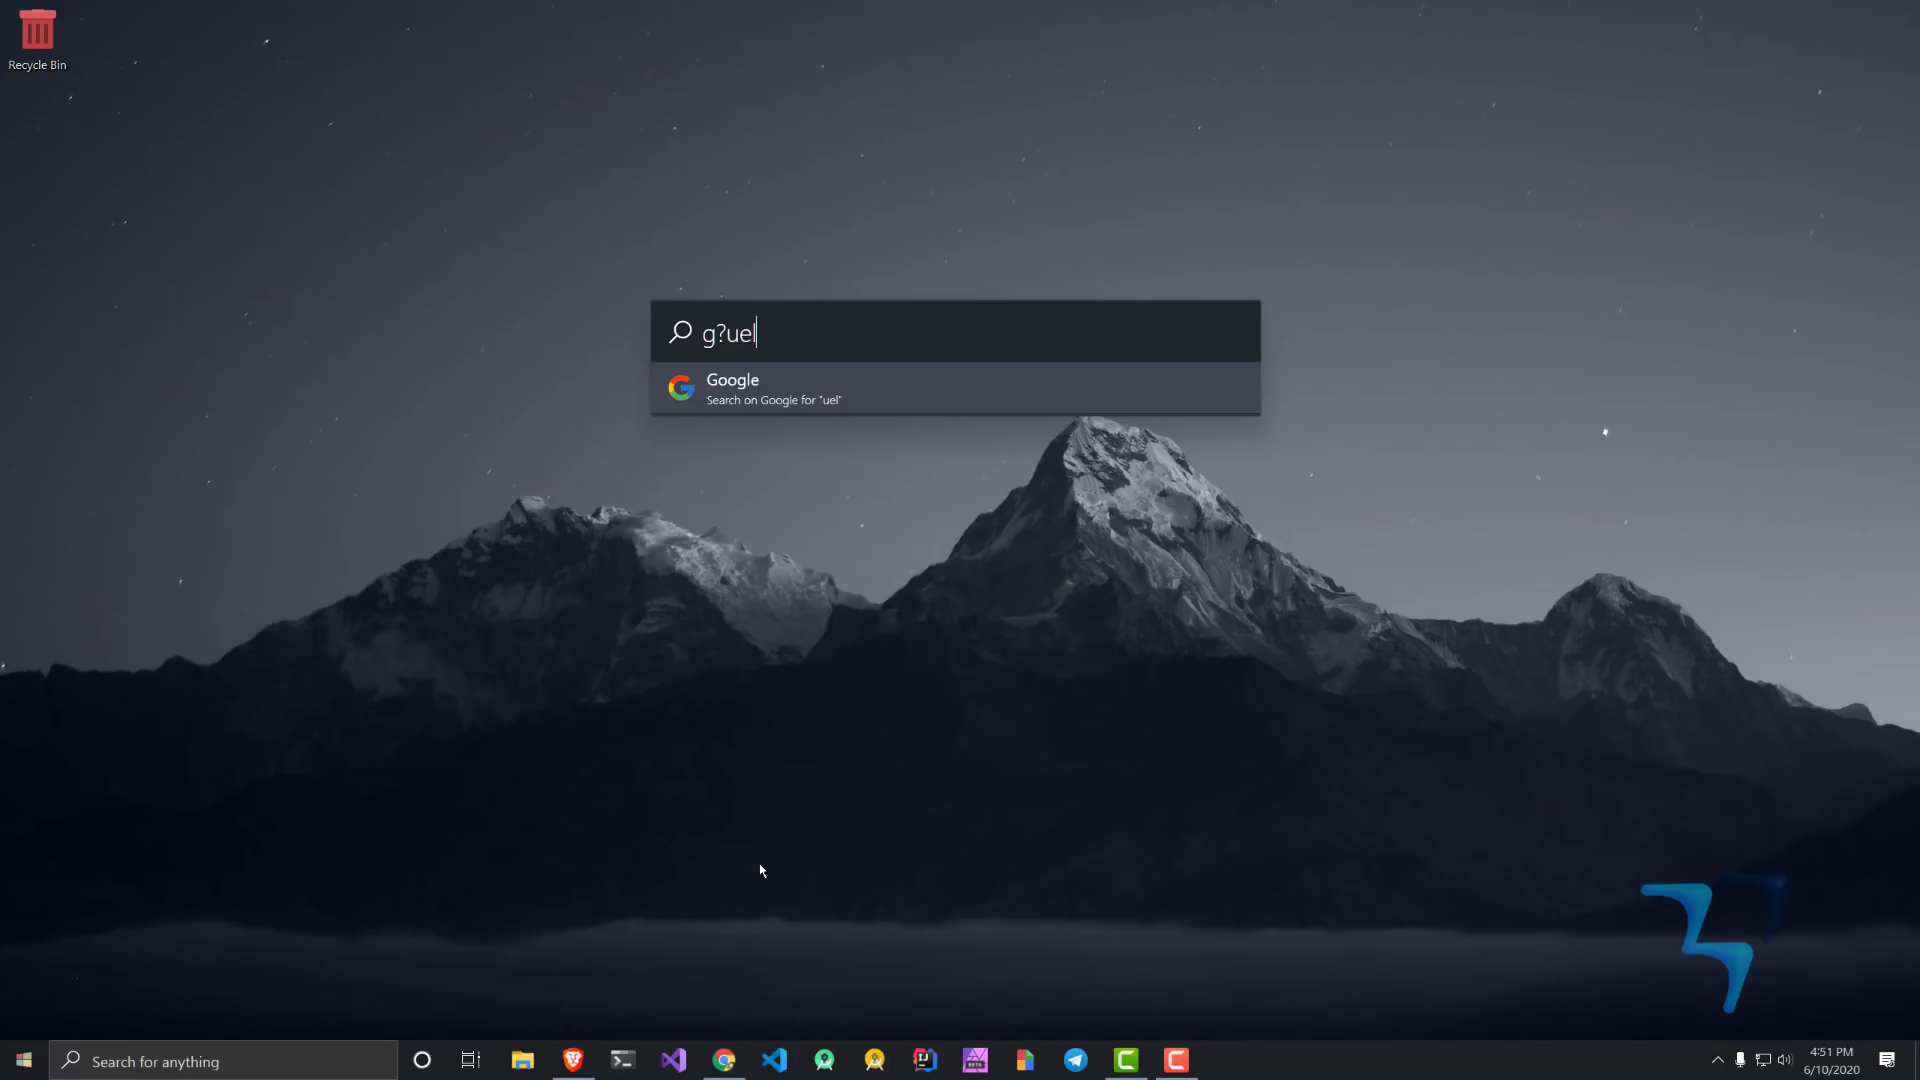 Recycle Bin
g?uel
Google
Search on Google for "uel"
Search for anything
4:51 PM
6/10/2020